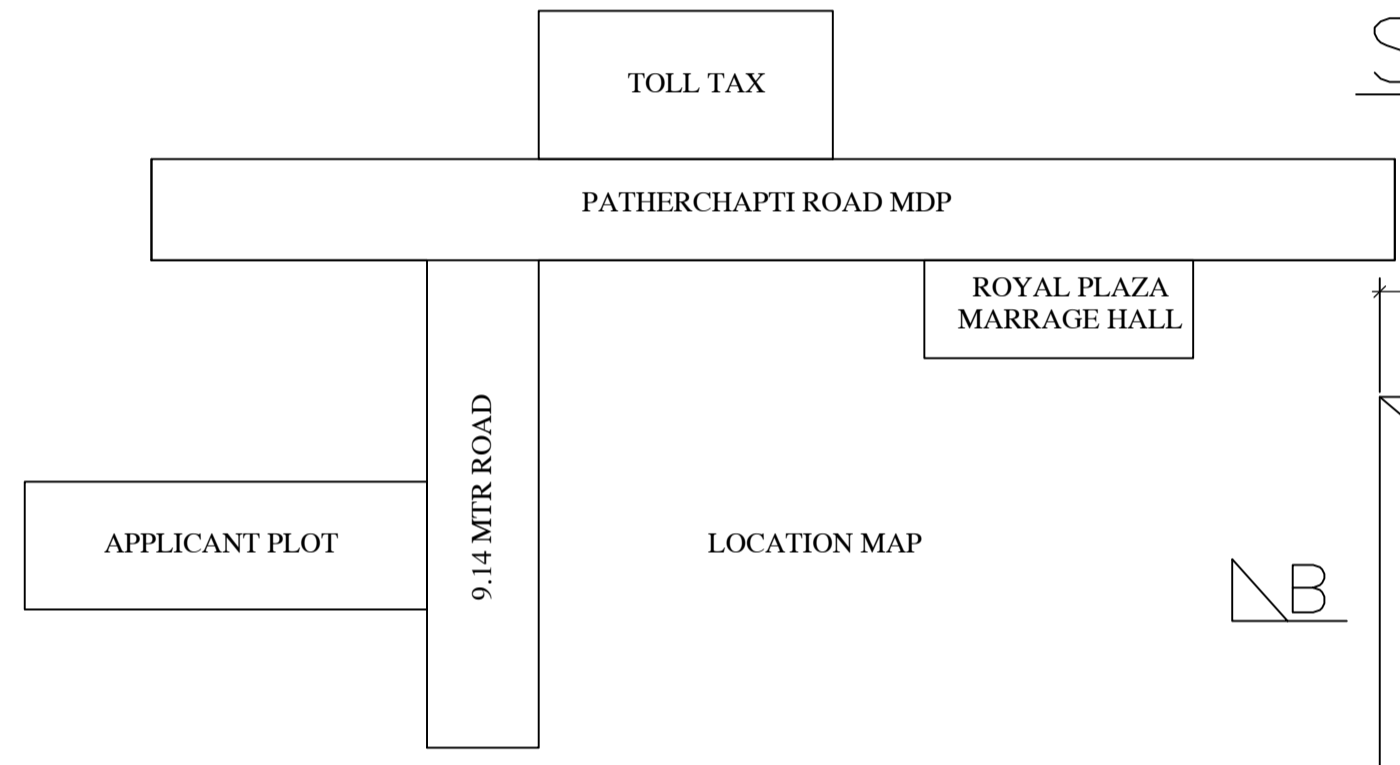 S
TOLL TAX
PATHERCHAPTI ROAD MDP
ROYAL PLAZA
MARRAGE HALL
9.14 MTR ROAD
APPLICANT PLOT
LOCATION MAP
B